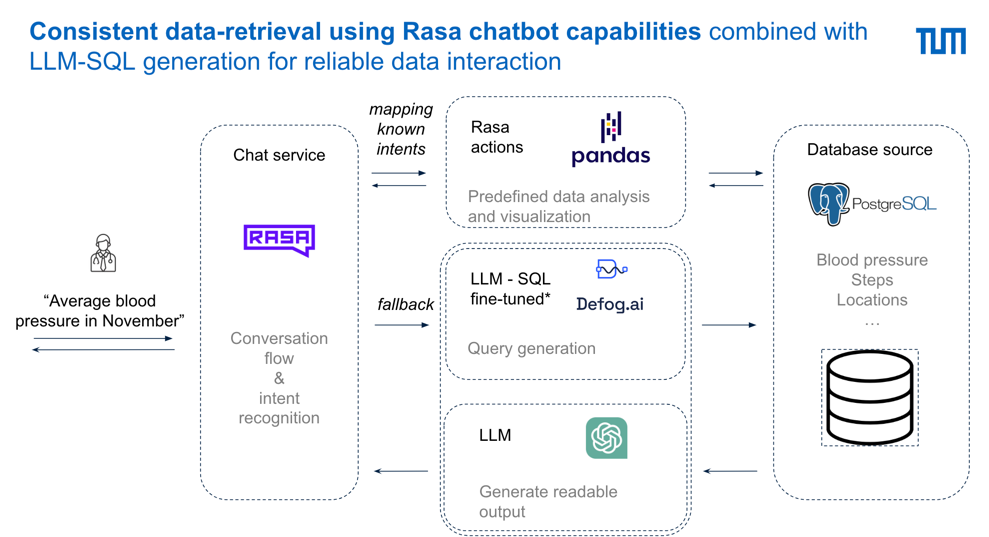 Consistent data-retrieval using Rasa chatbot capabilities combined with
LLM-SQL generation for reliable data interaction
TUM
"Average blood
pressure in November"
Chat service
RASA
Conversation
flow
&
intent
recognition
mapping
known
intents
fallback
Rasa
actions
pandas
Predefined data analysis
and visualization
LLM - SQL
fine-tuned*
Defog.ai
Query generation
LLM
Generate readable
output
Database source
PostgreSQL
Blood pressure
Steps
Locations
...